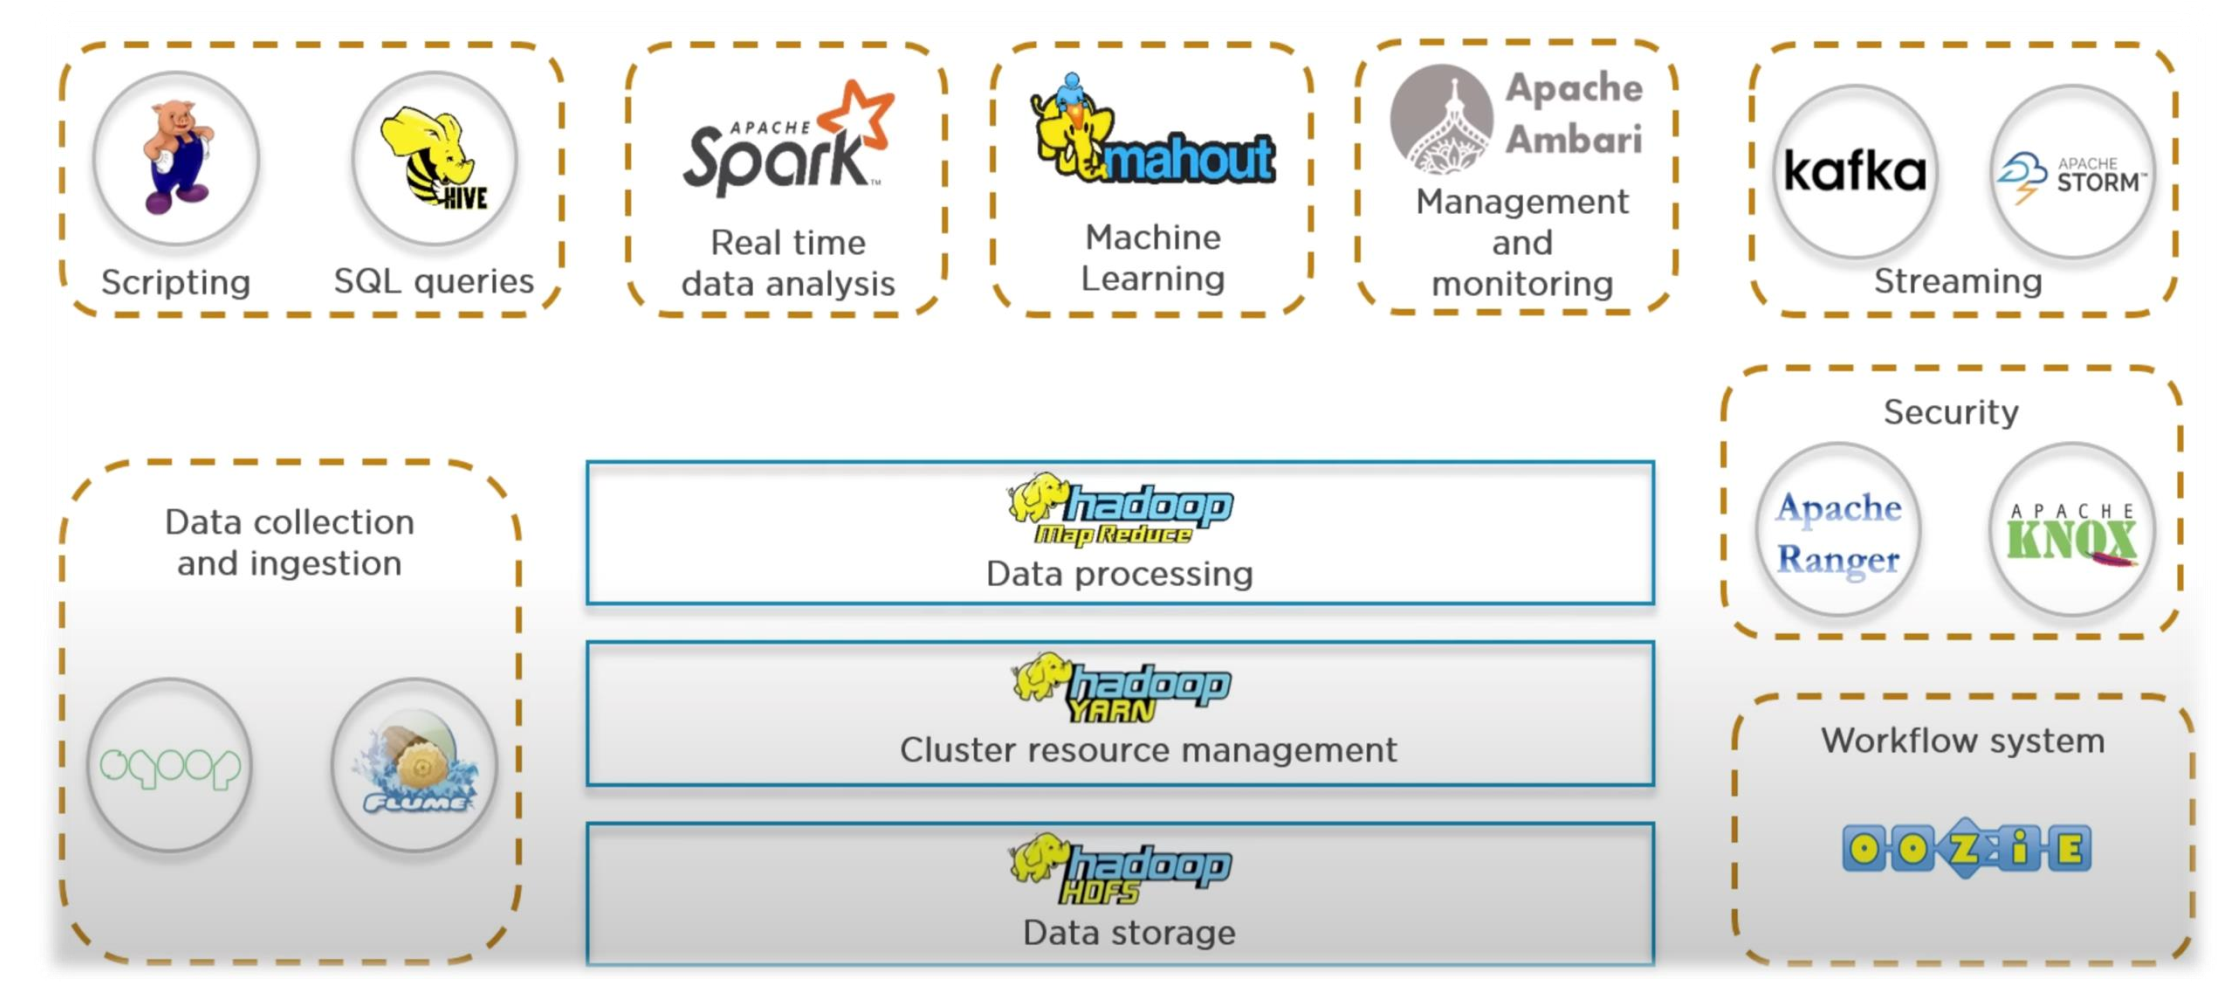 HIVE
Scripting
SQL queries
APACHE
Spark™
Real time
data analysis
mahout
Machine
Learning
Apache
Ambari
Management
and
monitoring
kafka
APACHE
STORM™
Streaming
Security
Apache
Ranger
APACHE
KNOX
Data collection
and ingestion
sqoop
FLUME
hadoop
Map Reduce
Data processing
hadoop
YARN
Cluster resource management
hadoop
HDFS
Data storage
Workflow system
OOZiE